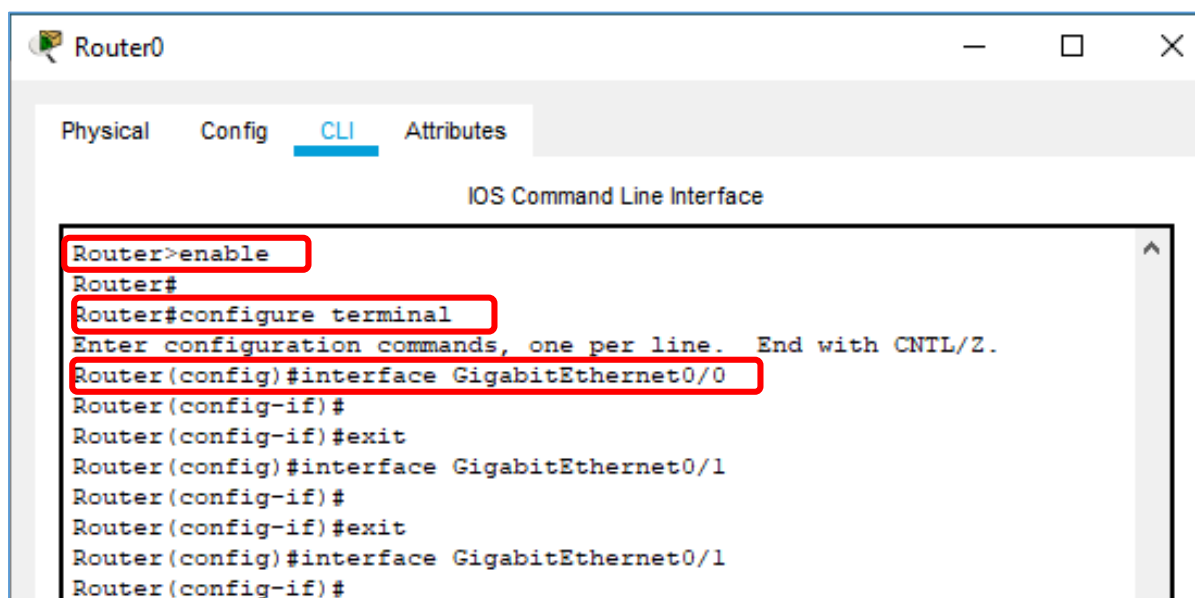 Router0
Physical Config CLI Attributes
IOS Command Line Interface
Router>enable
Router#
Router#configure terminal
Enter configuration commands, one per line.  End with CNTL/Z.
Router(config)#interface GigabitEthernet0/0
Router(config-if)#
Router(config-if)#exit
Router(config)#interface GigabitEthernet0/1
Router(config-if)#
Router(config-if)#exit
Router(config)#interface GigabitEthernet0/1
Router(config-if)#